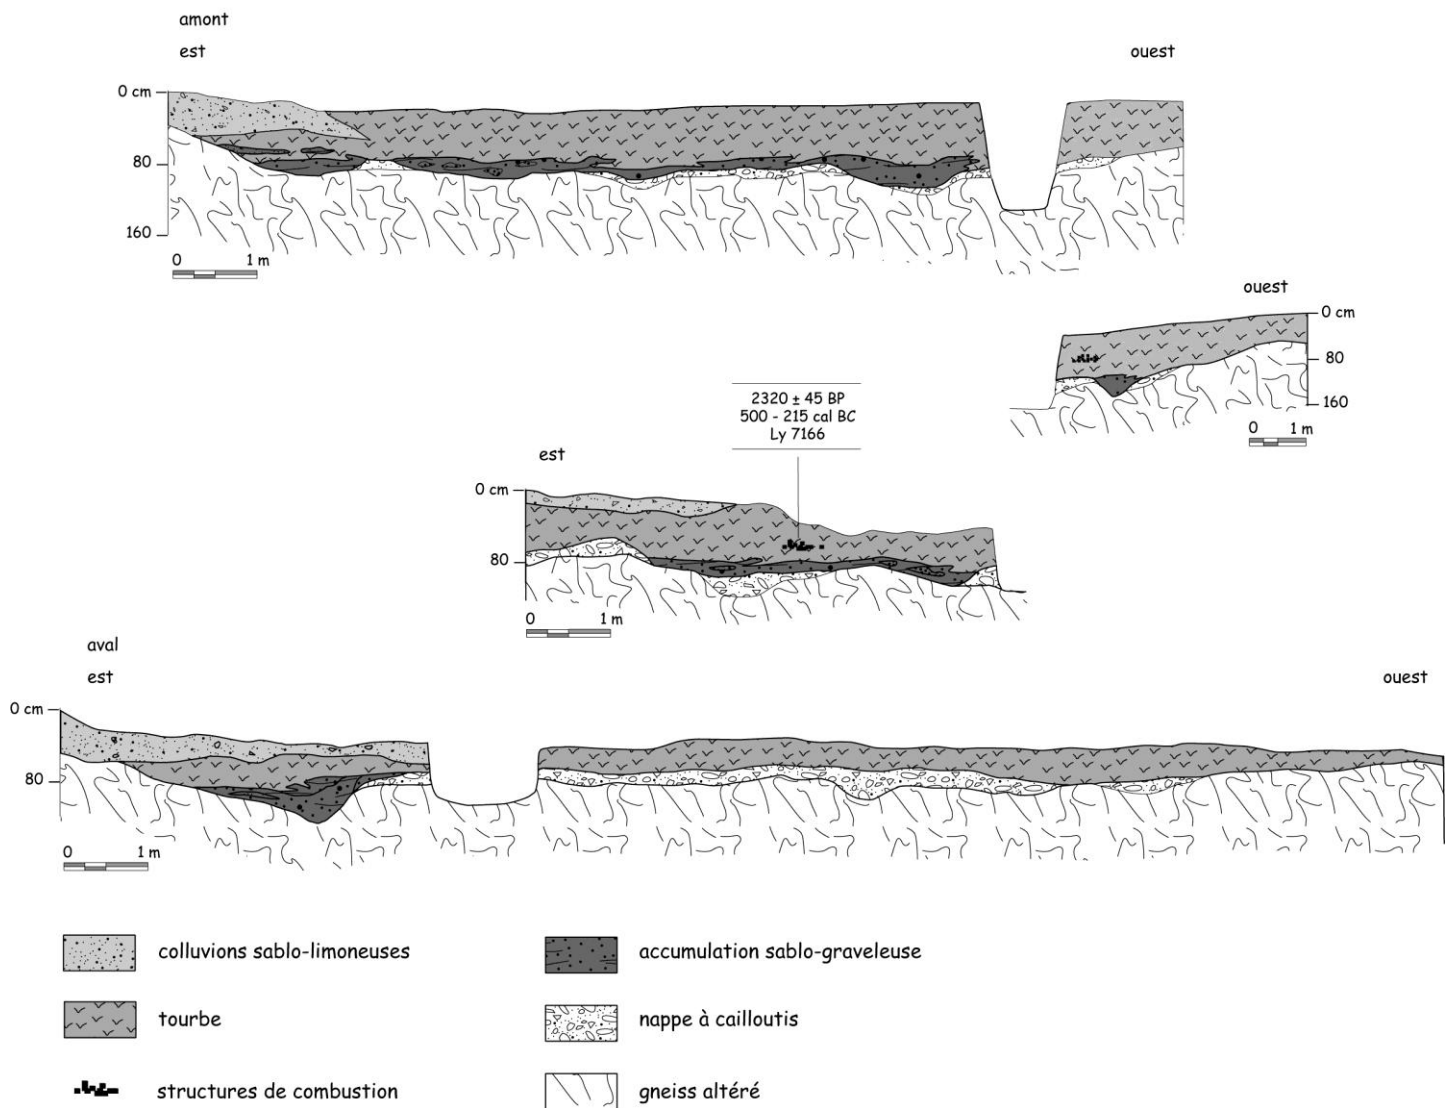 amont
est
ouest
0 cm
80
160
0 1 m
ouest
0 cm
80
160
0 1 m
2320 ± 45 BP
500 - 215 cal BC
Ly 7166
est
0 cm
80
0 1 m
aval
est
ouest
0 cm
80
0 1 m
colluvions sablo-limoneuses
accumulation sablo-graveleuse
tourbe
nappe à cailloutis
structures de combustion
gneiss altéré